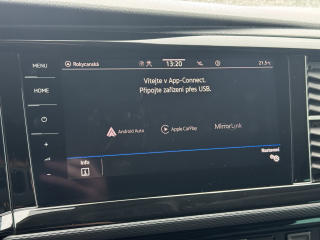 MENU
Rokycanská
13:20
21,5°C
HOME
Vítejte v App-Connect.
Připojte zařízení přes USB.
Android Auto
Apple CarPlay
MirrorLink
Info
Nastavení